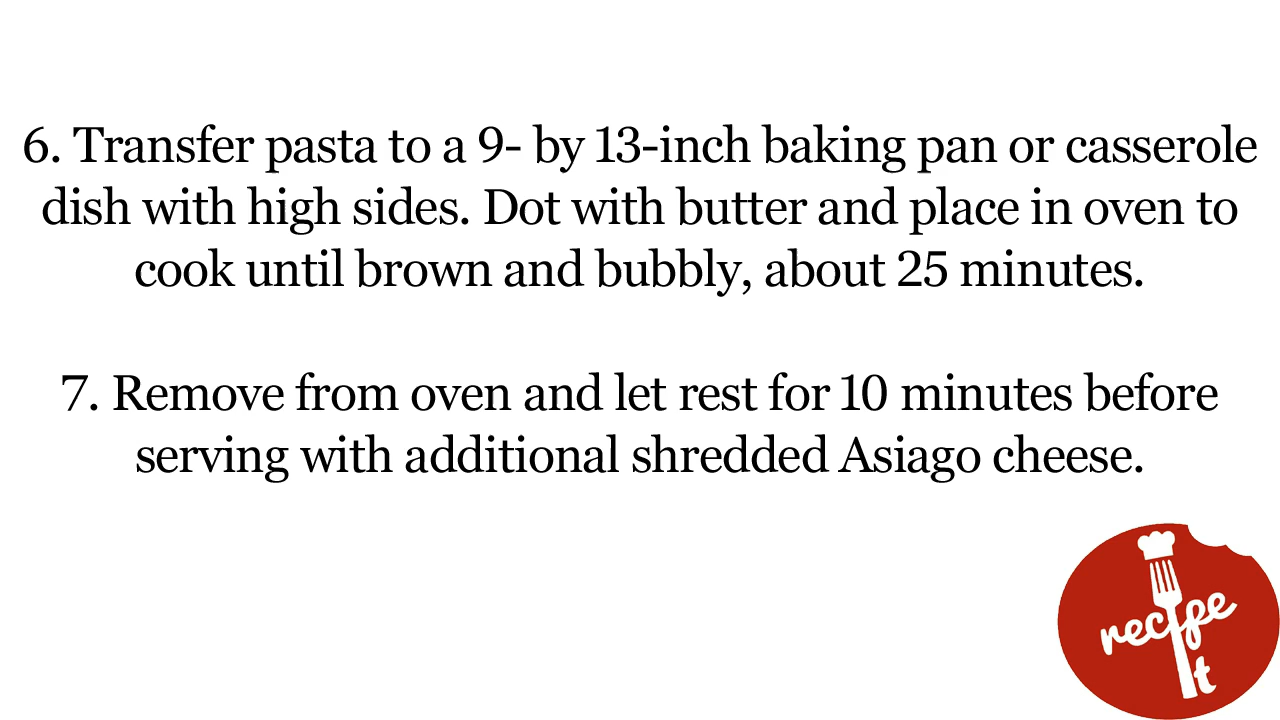 6. Transfer pasta to a 9- by 13-inch baking pan or casserole
dish with high sides. Dot with butter and place in oven to
cook until brown and bubbly, about 25 minutes.
7. Remove from oven and let rest for 10 minutes before
serving with additional shredded Asiago cheese.
recipe
It